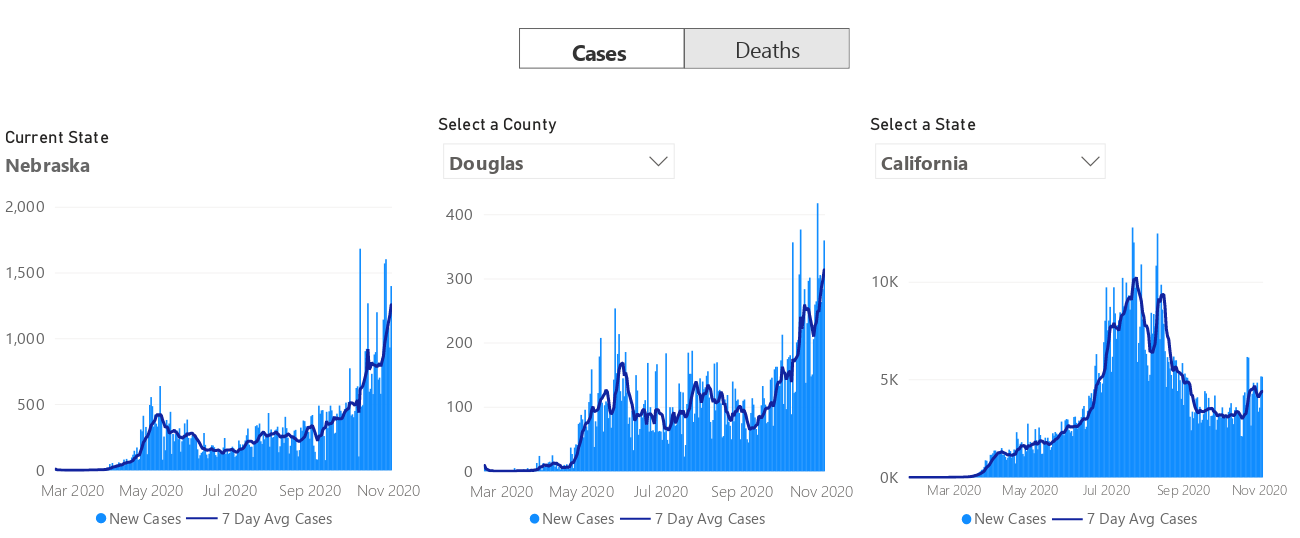 Cases
Deaths
Current State
Nebraska
2,000
1,500
1,000
500
0
Mar 2020
May 2020
Jul 2020
Sep 2020
Nov 2020
New Cases
7 Day Avg Cases
Select a County
Douglas
400
300
200
100
0
Mar 2020
May 2020
Jul 2020
Sep 2020
Nov 2020
New Cases
7 Day Avg Cases
Select a State
California
10K
5K
0K
Mar 2020
May 2020
Jul 2020
Sep 2020
Nov 2020
New Cases
7 Day Avg Cases